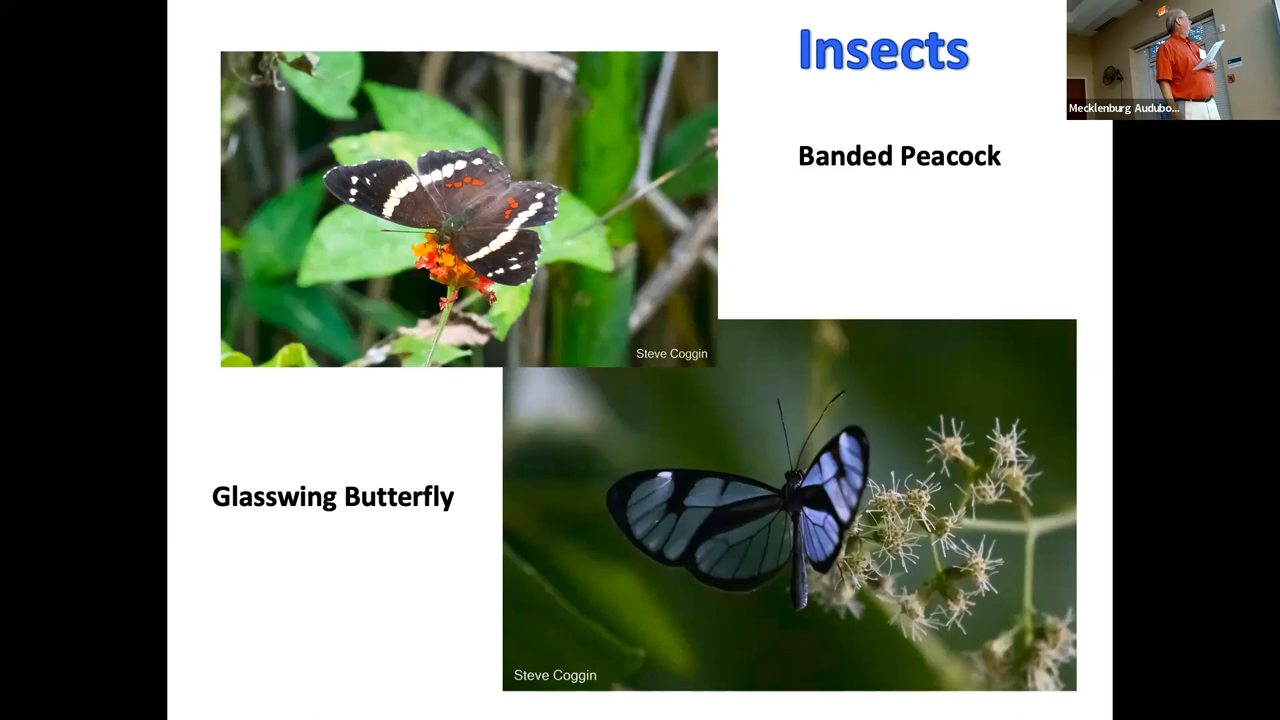 Insects
Mecklenburg Audubo...
Banded Peacock
Steve Coggin
Glasswing Butterfly
Steve Coggin